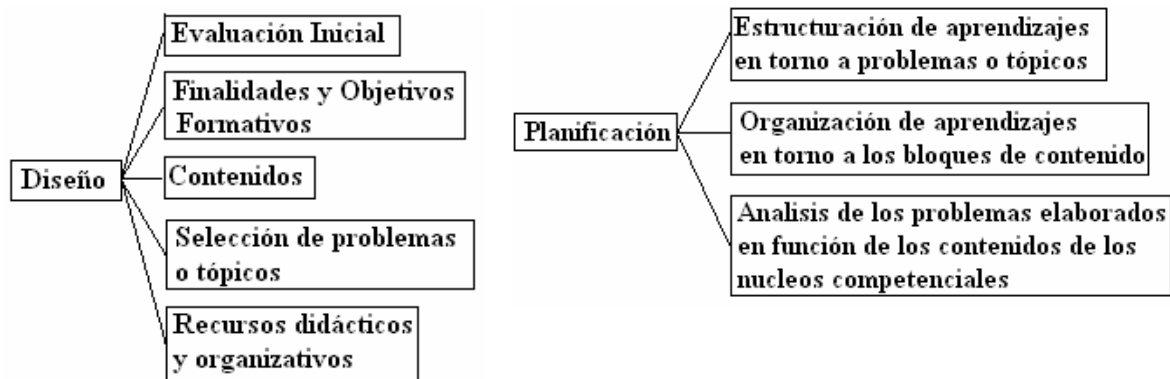 Diseño
Evaluación Inicial
Finalidades y Objetivos
Formativos
Contenidos
Selección de problemas
o tópicos
Recursos didácticos
y organizativos
Planificación
Estructuración de aprendizajes
en torno a problemas o tópicos
Organización de aprendizajes
en torno a los bloques de contenido
Analisis de los problemas elaborados
en función de los contenidos de los
nucleos competenciales